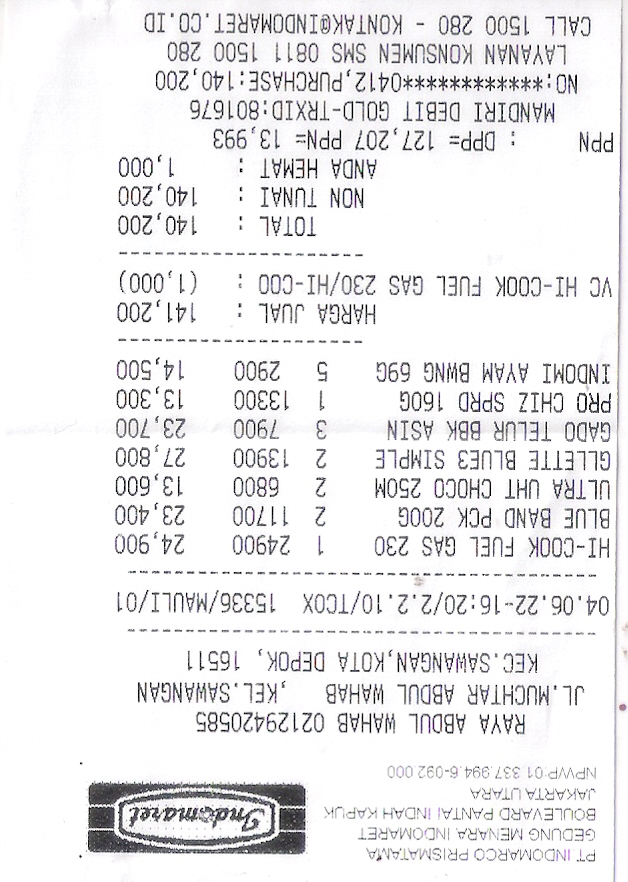 PT.INDOMARCO PRISMATAMA
GEDUNG MENARA INDOMARET
BOULEVARD PANTAI INDAH KAPUK
JAKARTA UTARA
NPWP:01.337.994.6-092.000
Indomaret
RAYA ABDUL WAHAB 02129420585
JL.MUCHTAR ABDUL WAHAB ,KEL.SAWANGAN
KEC.SAWANGAN,KOTA DEPOK, 16511
04.06.22-16:20/2.2.10/TCOX 15336/MAULI/01
HI-COOK FUEL GAS 230 1 24900 24,900
BLUE BAND PCK 200G 2 11700 23,400
ULTRA UHT CHOCO 250M 2 6800 13,600
GLLETTE BLUE3 SIMPLE 2 13900 27,800
GADO TELUR BBK ASIN 3 7900 23,700
PRO CHIZ SPRD 160G 1 13300 13,300
INDOMI AYAM BWNG 69G 5 2900 14,500
HARGA JUAL : 141,200
VC HI-COOK FUEL GAS 230/HI-COO : (1,000)
TOTAL : 140,200
NON TUNAI : 140,200
ANDA HEMAT : 1,000
PPN : DPP= 127,207 PPN= 13,993
MANDIRI DEBIT GOLD-TRXID:801676
NO:************0412,PURCHASE:140,200
LAYANAN KONSUMEN SMS 0811 1500 280
CALL 1500 280 - KONTAK@INDOMARET.CO.ID